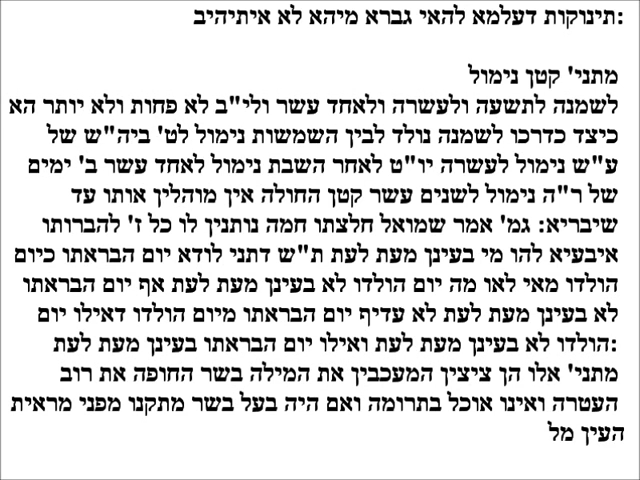 תינוקות דעלמא להאי גברא מיהא לא איתיהיב:
מתני' קטן נימול
לשמנה לתשעה ולעשרה ולאחד עשר ולי"ב לא פחות ולא יותר הא
כיצד כדרכו לשמנה נולד לבין השמשות נימול לט' ביה"ש של
ע"ש נימול לעשרה יו"ט לאחר השבת נימול לאחד עשר ב' ימים
של ר"ה נימול לשנים עשר קטן החולה אין מוהלין אותו עד
שיבריא: גמ' אמר שמואל חלצתו חמה נותנין לו כל ז' להברותו
איבעיא להו מי בעינן מעת לעת ת"ש דתני לודא יום הבראתו כיום
הולדו מאי לאו מה יום הולדו לא בעינן מעת לעת אף יום הבראתו
לא בעינן מעת לעת לא עדיף יום הבראתו מיום הולדו דאילו יום
הולדו לא בעינן מעת לעת ואילו יום הבראתו בעינן מעת לעת:
מתני' אלו הן ציצין המעכבין את המילה בשר החופה את רוב
העטרה ואינו אוכל בתרומה ואם היה בעל בשר מתקנו מפני מראית
העין מל